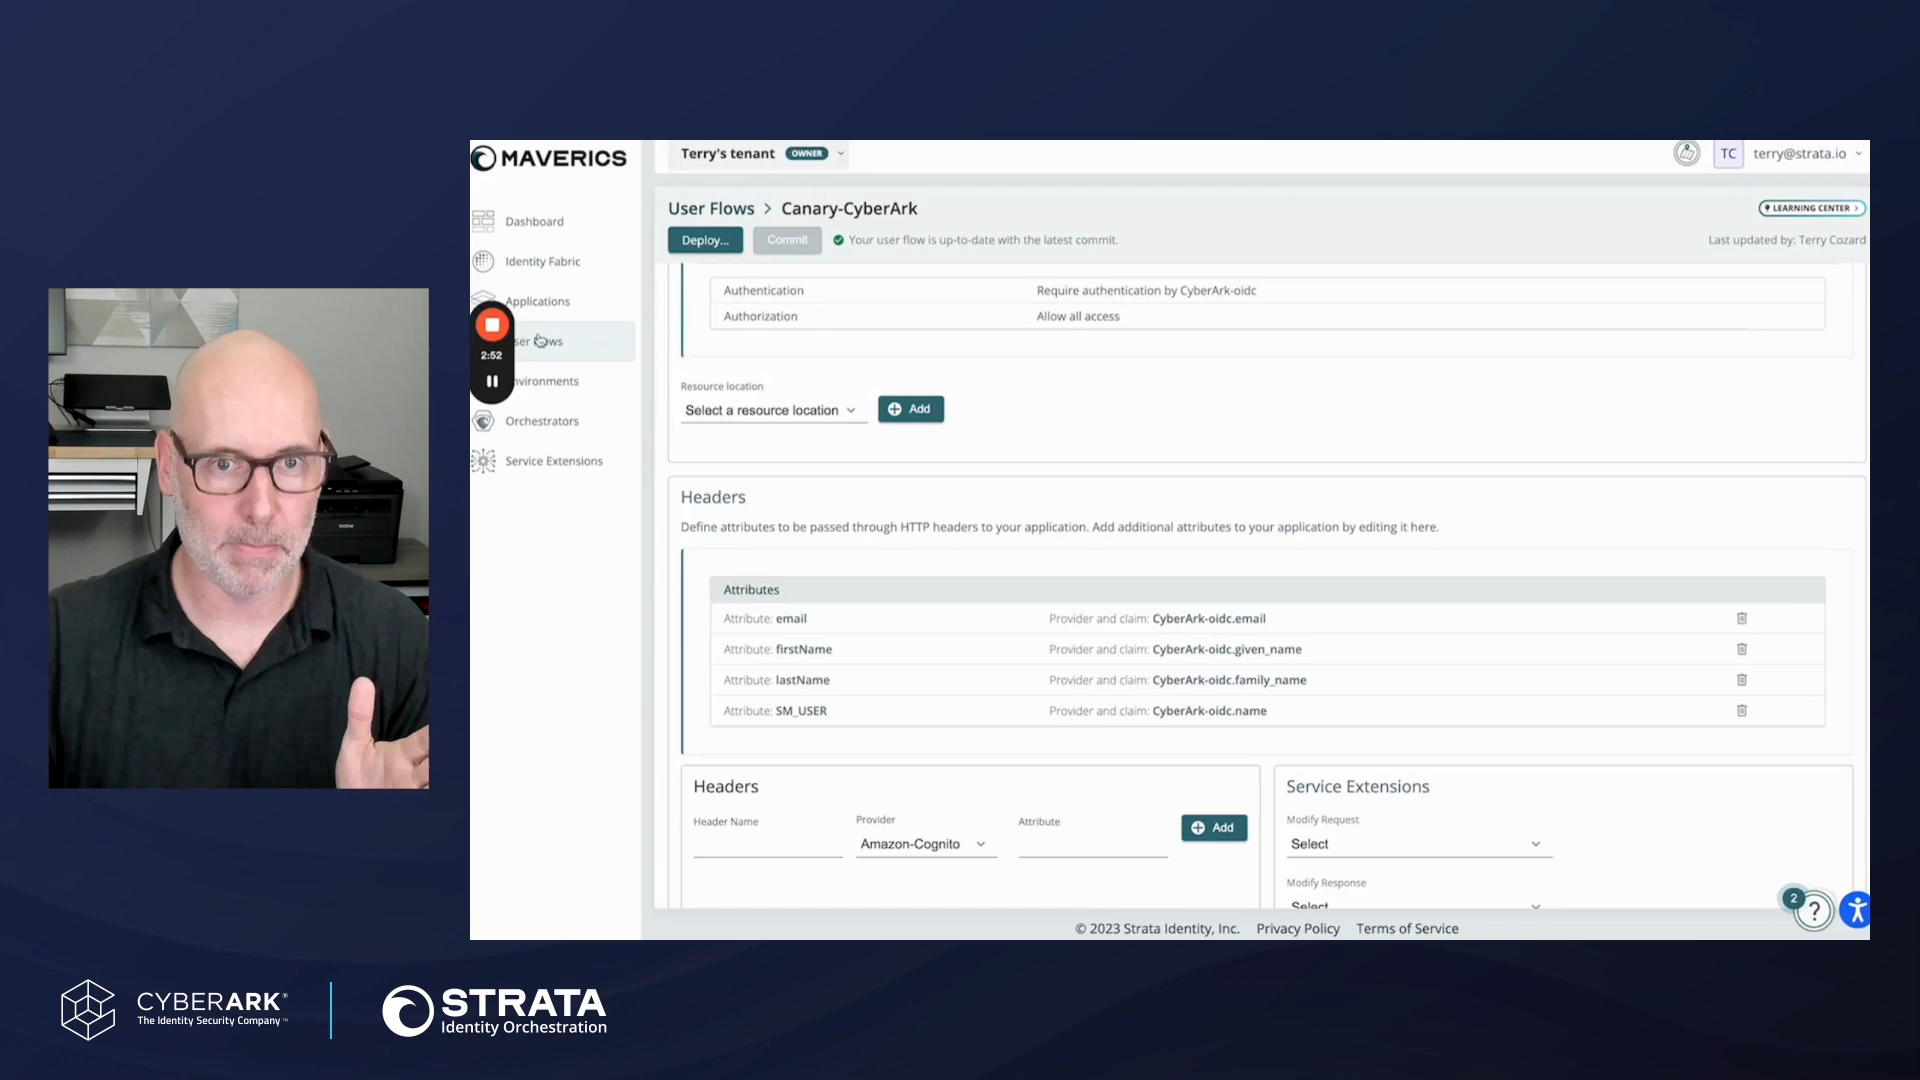 MAVERICS
Terry's tenant OWNER
TC terry@strata.io
Dashboard
Identity Fabric
Applications
ser ows
nvironments
Orchestrators
Service Extensions
2:52
User Flows > Canary-CyberArk
LEARNING CENTER >
Deploy... Commit Your user flow is up-to-date with the latest commit. Last updated by: Terry Cozard
Authentication Require authentication by CyberArk-oidc
Authorization Allow all access
Resource location
Select a resource location Add
Headers
Define attributes to be passed through HTTP headers to your application. Add additional attributes to your application by editing it here.
Attributes
Attribute: email Provider and claim: CyberArk-oidc.email
Attribute: firstName Provider and claim: CyberArk-oidc.given_name
Attribute: lastName Provider and claim: CyberArk-oidc.family_name
Attribute: SM_USER Provider and claim: CyberArk-oidc.name
Headers
Header Name Provider Attribute
Amazon-Cognito Add
Service Extensions
Modify Request
Select
Modify Response
Select
2
?
© 2023 Strata Identity, Inc. Privacy Policy Terms of Service
brother
CYBERARK®
The Identity Security Company™
STRATA
Identity Orchestration